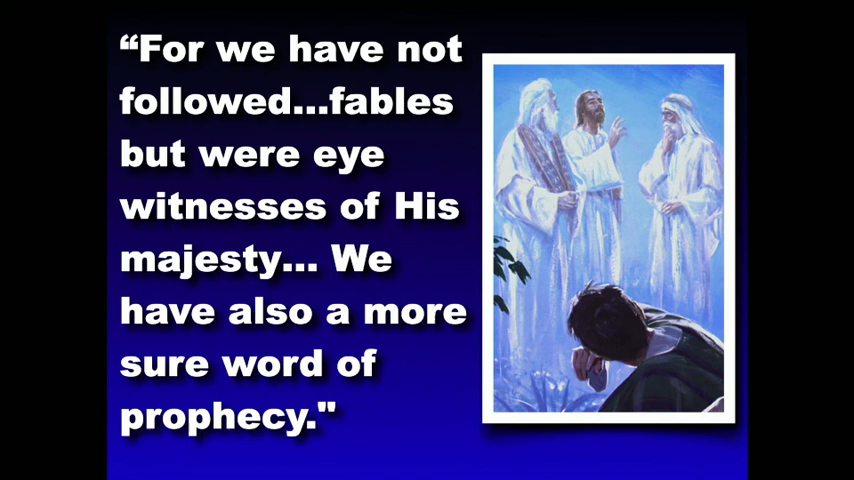 “For we have not
followed...fables
but were eye
witnesses of His
majesty... We
have also a more
sure word of
prophecy."